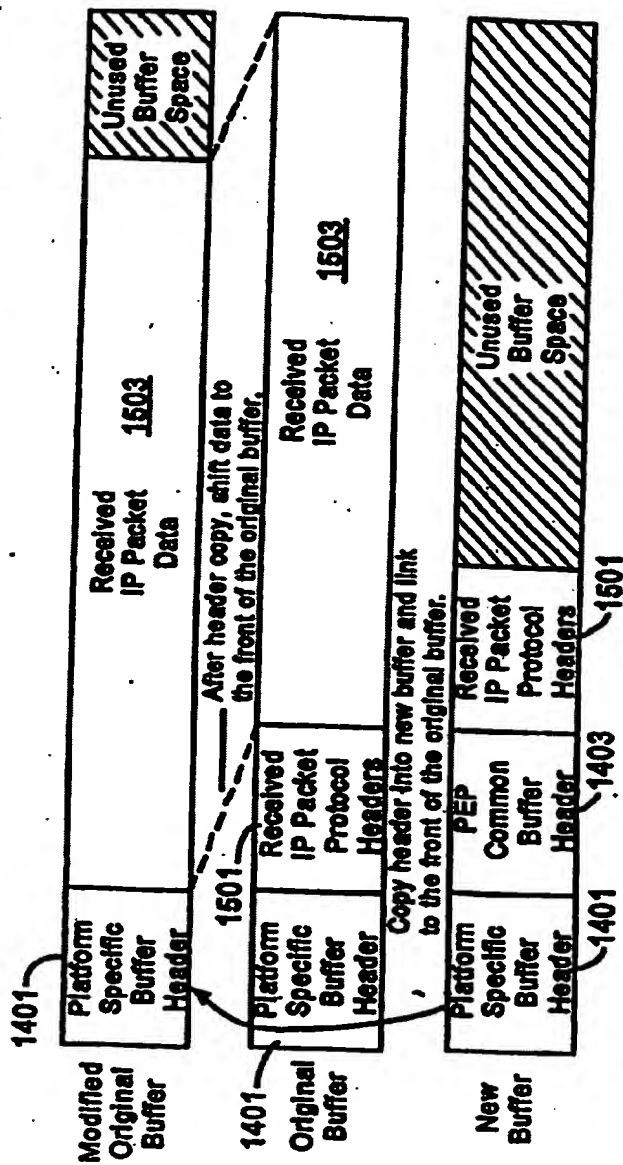 1401
Modified
Original
Buffer
Platform
Specific
Buffer
Header
Received
IP Packet
Data
1503
Unused
Buffer
Space
After header copy, shift data to
the front of the original buffer.
1401
Original
Buffer
Platform
Specific
Buffer
Header
1501
Received
IP Packet
Protocol
Headers
Received
IP Packet
Data
1503
Copy header into new buffer and link
to the front of the original buffer.
New
Buffer
Platform
Specific
Buffer
Header
1401
PEP
Common
Buffer
Header
1403
Received
IP Packet
Protocol
Headers
1501
Unused
Buffer
Space